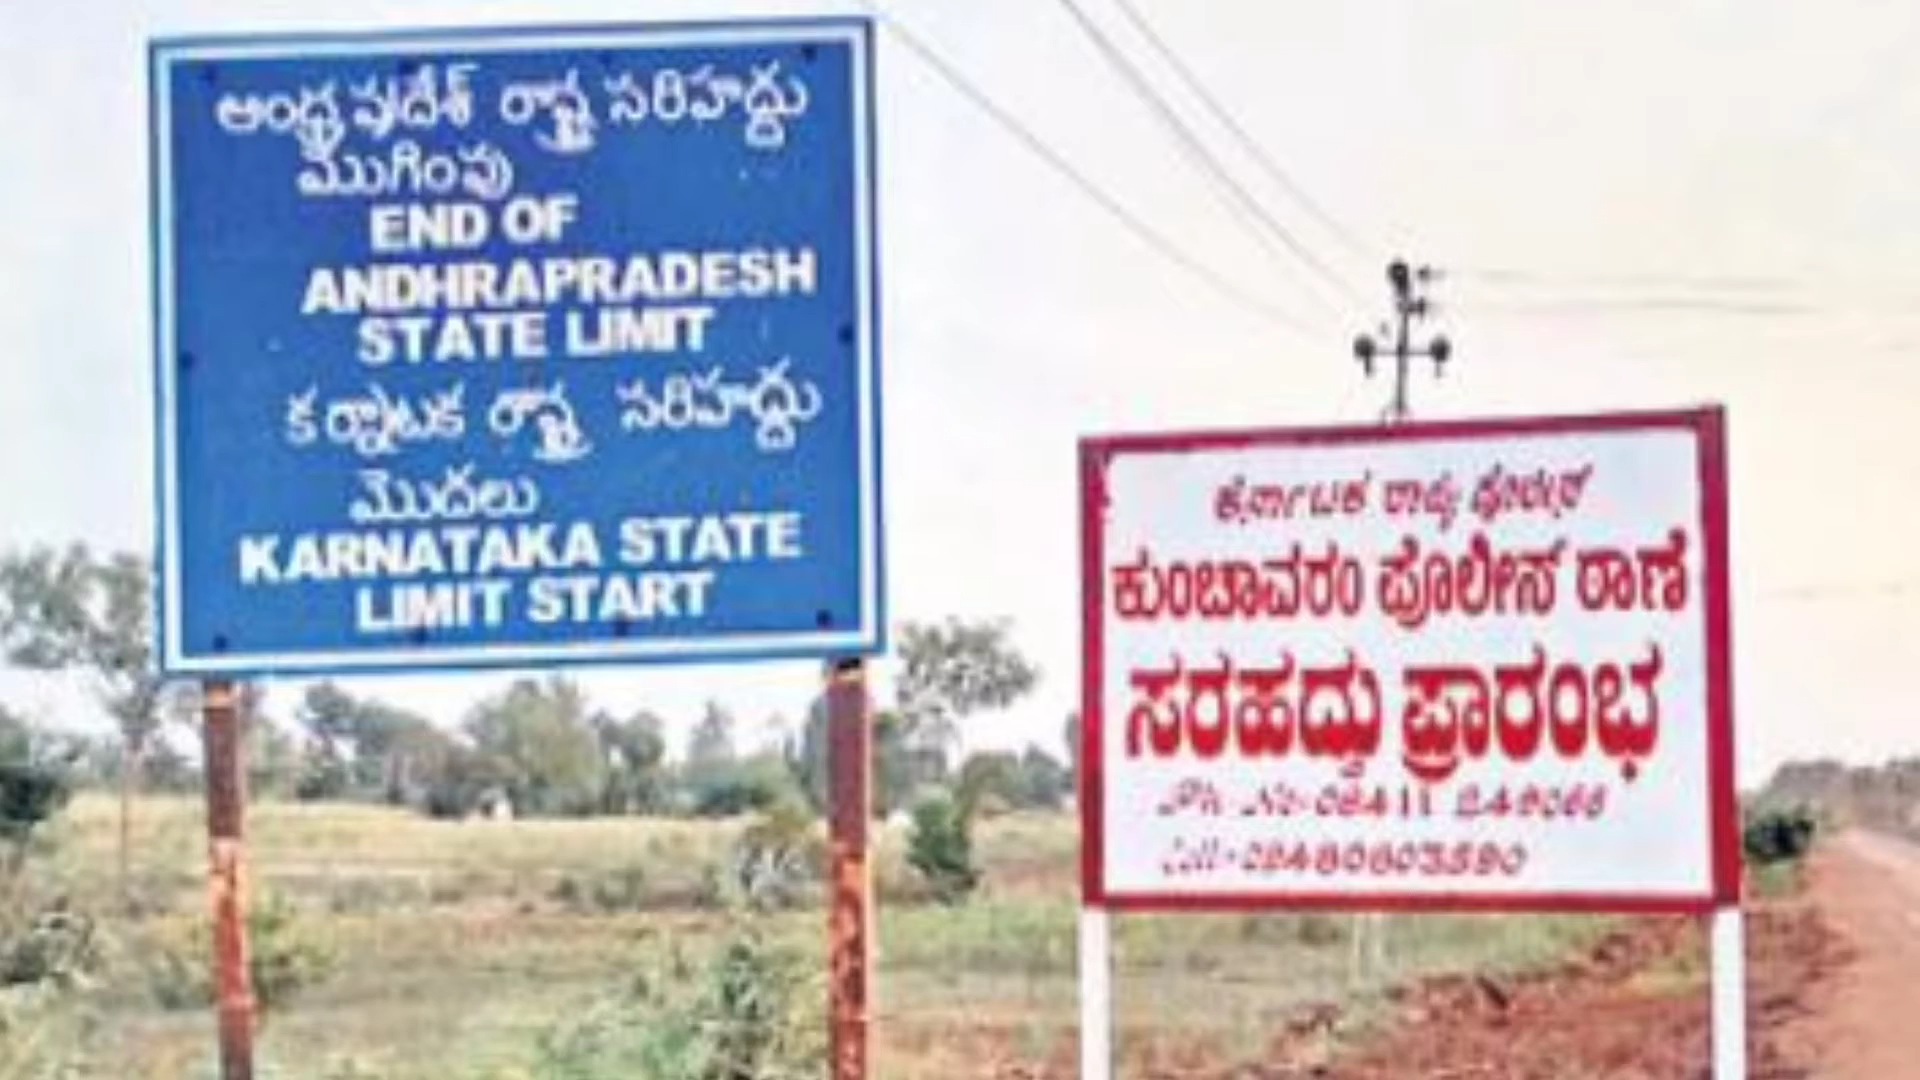 ఆంధ్ర ప్రదేశ్ రాష్ట్ర సరిహద్దు
ముగింపు
END OF
ANDHRAPRADESH
STATE LIMIT
కర్నాటక రాష్ట్ర సరిహద్దు
మొదలు
KARNATAKA STATE
LIMIT START
ಕರ್ನಾಟಕ ರಾಜ್ಯ ಪೊಲೀಸ್
ಕುಂಚಾವರಂ ಪೊಲೀಸ್ ಠಾಣೆ
ಸರಹದ್ದು ಪ್ರಾರಂಭ